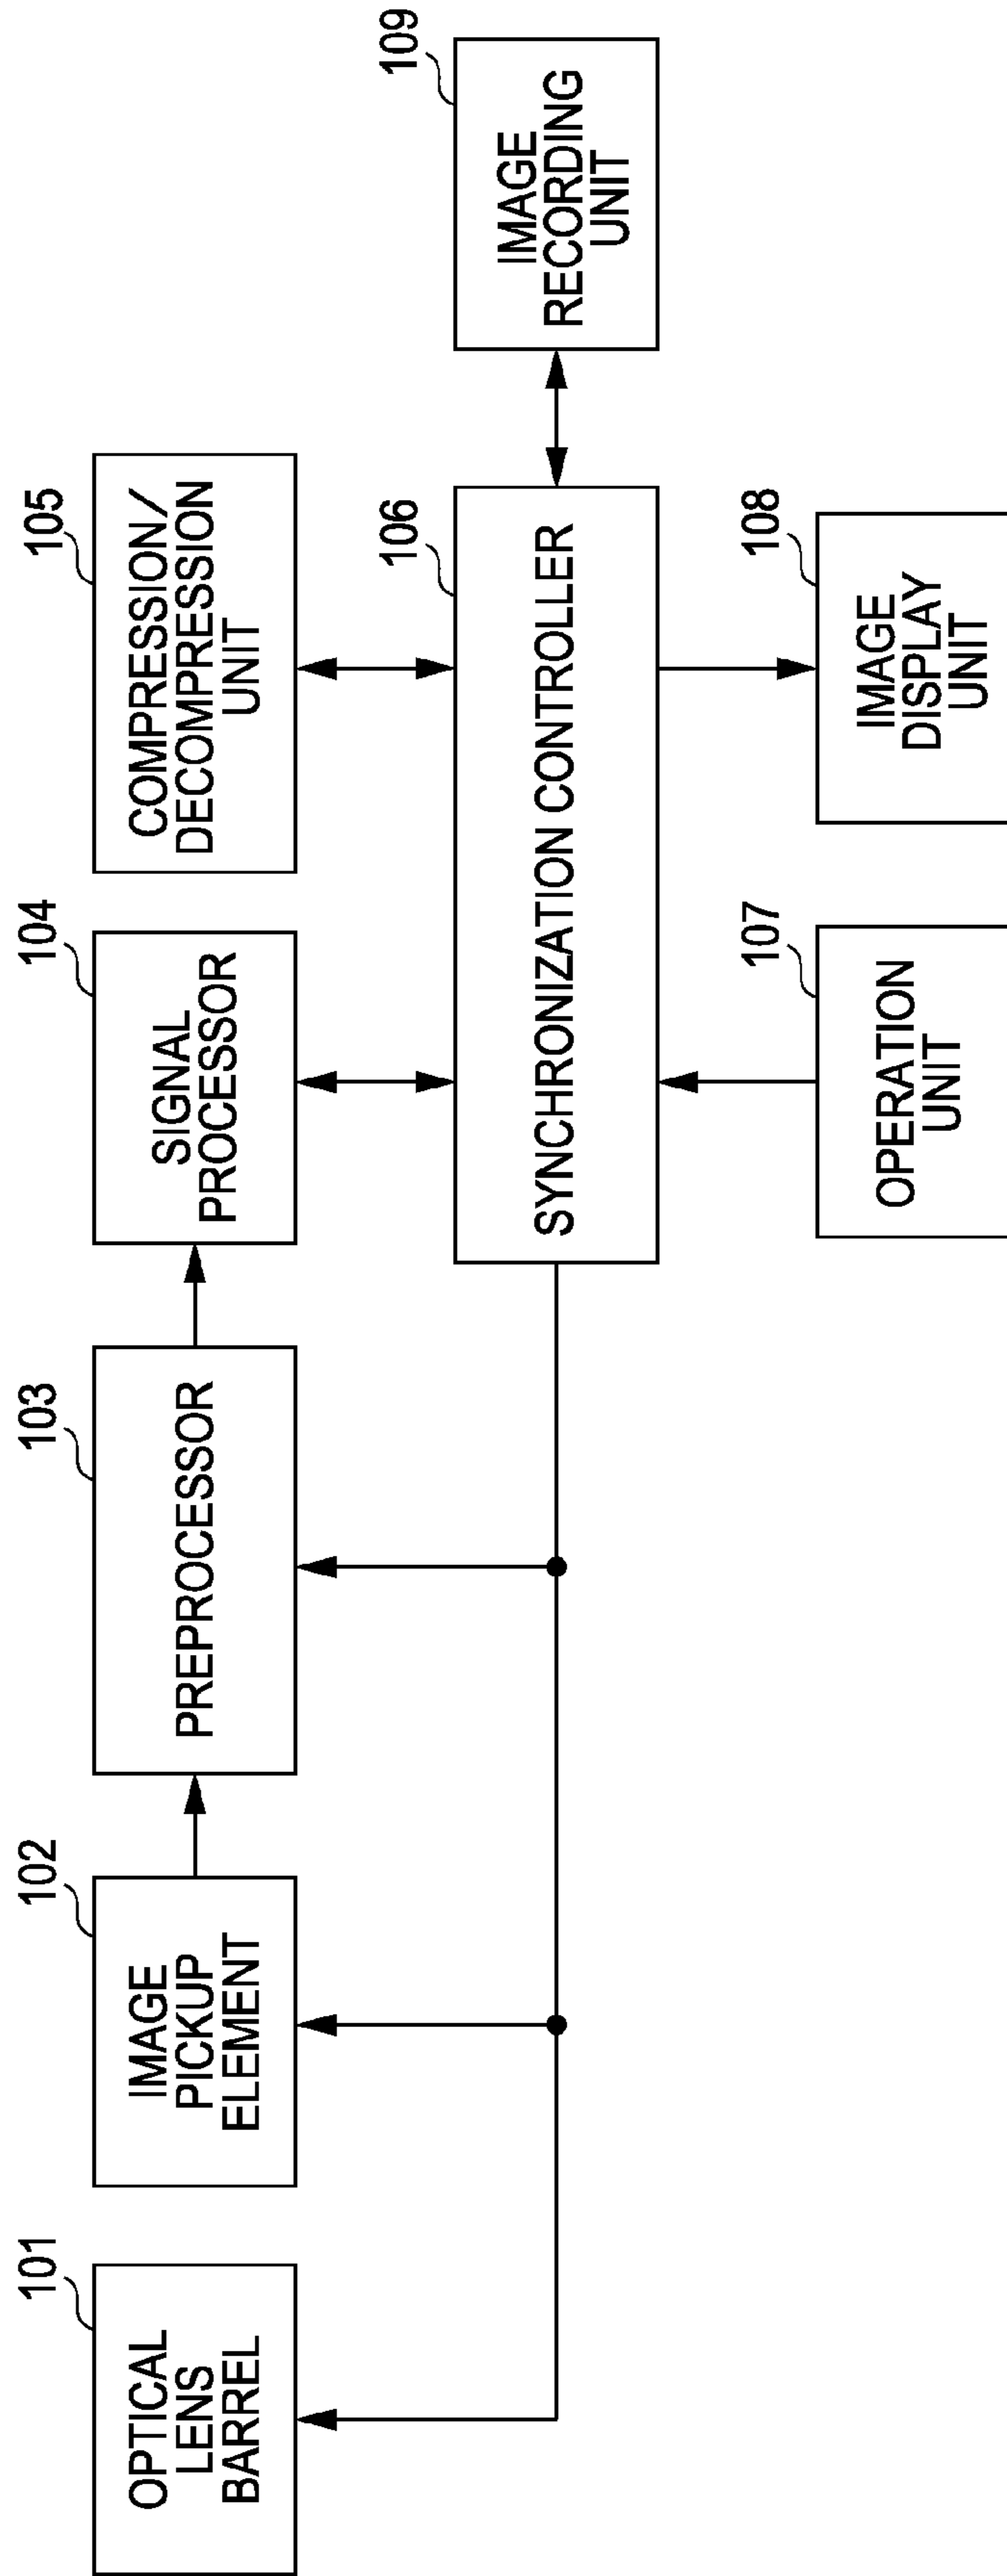 101
OPTICAL
LENS
BARREL
102
IMAGE
PICKUP
ELEMENT
103
PREPROCESSOR
104
SIGNAL
PROCESSOR
105
COMPRESSION/
DECOMPRESSION
UNIT
106
SYNCHRONIZATION CONTROLLER
109
IMAGE
RECORDING
UNIT
107
OPERATION
UNIT
108
IMAGE
DISPLAY
UNIT